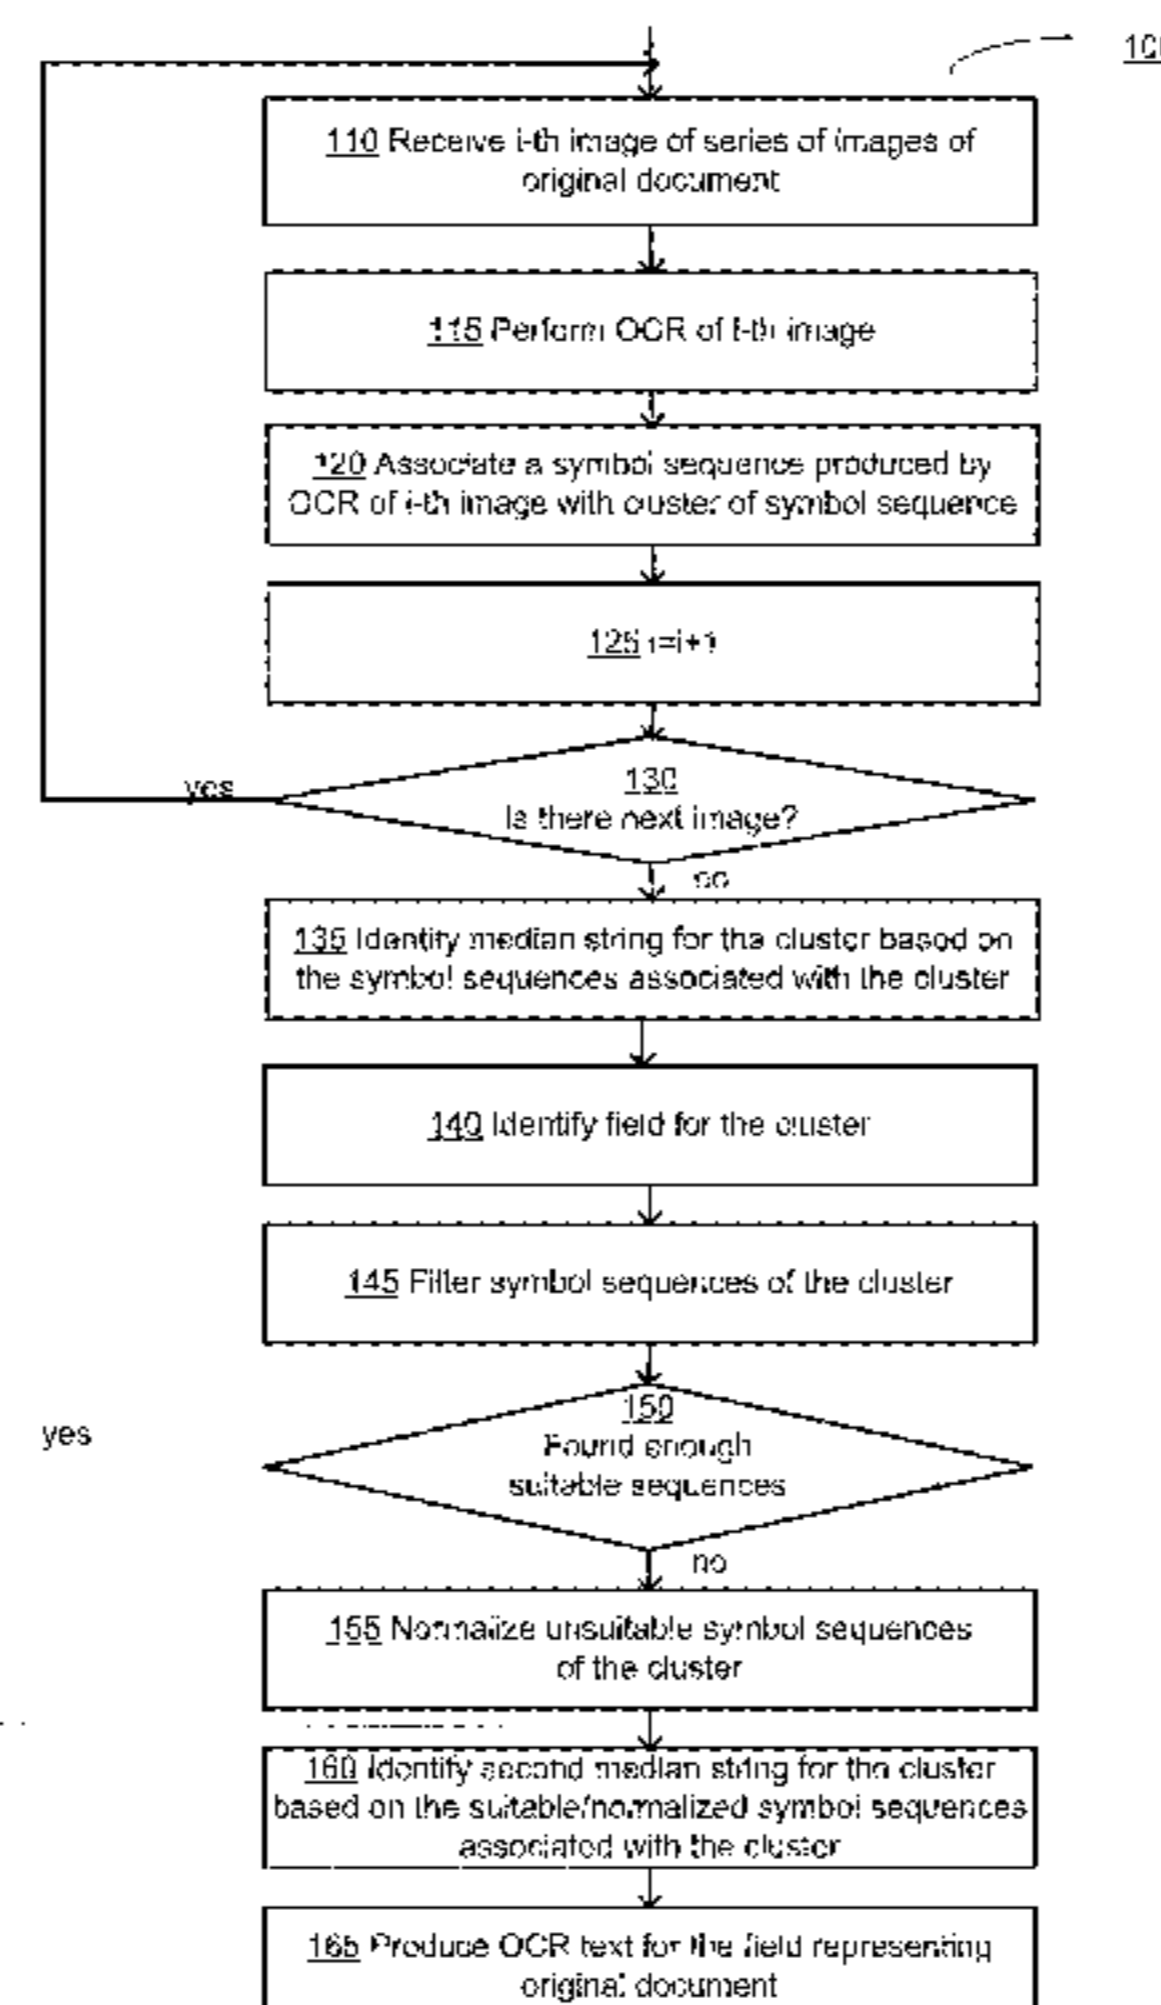 110 Receive i-th image of series of images of
original document
115 Perform OCR of i-th image
120 Associate a symbol sequence produced by
OCR of i-th image with cluster of symbol sequence
125 i=i+1
130
yes
Is there next image?
no
135 Identify median string for the cluster based on
the symbol sequences associated with the cluster
140 Identify field for the cluster
145 Filter symbol sequences of the cluster
150
yes
Found enough
suitable sequences
no
155 Normalize unsuitable symbol sequences
of the cluster
160 Identify second median string for the cluster
based on the suitable/normalized symbol sequences
associated with the cluster
165 Produce OCR text for the field representing
original document